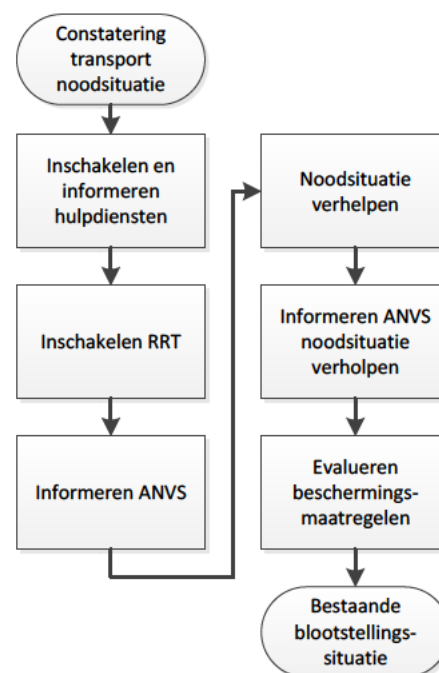 Constatering
transport
noodsituatie
Inschakelen en
informeren
hulpdiensten
Inschakelen RRT
Informeren ANVS
Noodsituatie
verhelpen
Informeren ANVS
noodsituatie
verholpen
Evalueren
beschermings-
maatregelen
Bestaande
blootstellings-
situatie